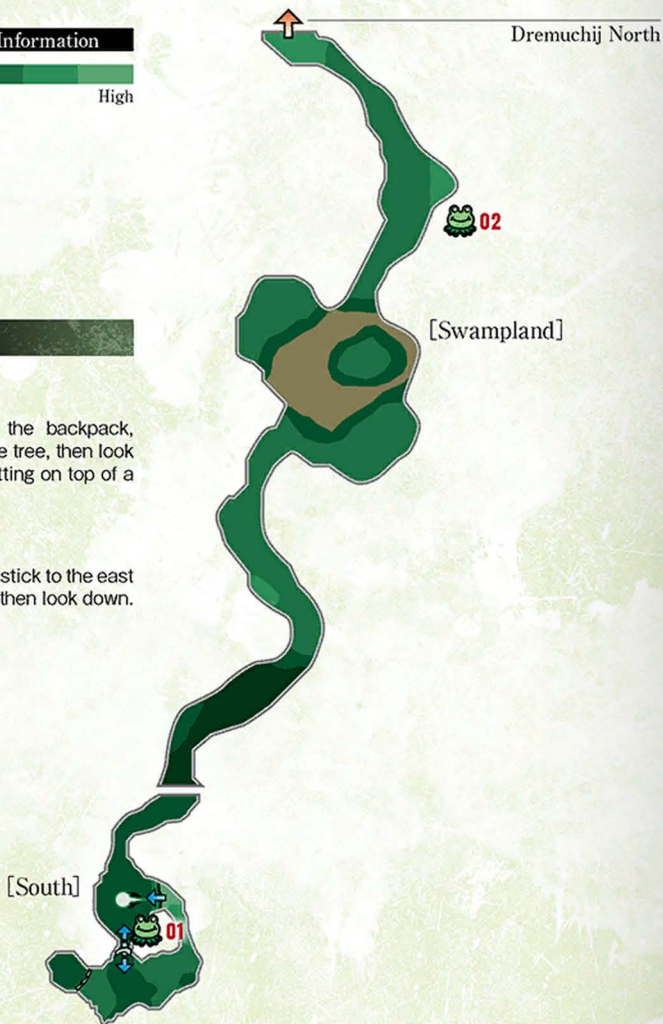 Information
Dremuchij North
High
02
[Swampland]
the backpack,
e tree, then look
tting on top of a
stick to the east
then look down.
[South]
01